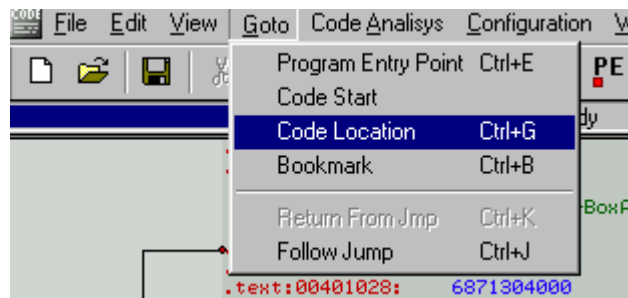 CODE File Edit View Goto Code Analisys Configuration
Program Entry Point Ctrl+E PE
Code Start
Code Location Ctrl+G
Bookmark Ctrl+B
Return From Jmp Ctrl+K
Follow Jump Ctrl+J
.text:00401028: 6871304000